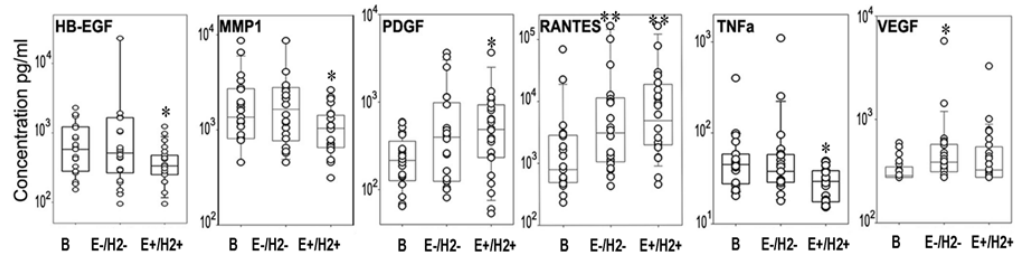 Concentration pg/ml
HB-EGF
10⁴
10³
10²
B E-/H2- E+/H2+
*
MMP1
10⁴
10³
10²
B E-/H2- E+/H2+
*
PDGF
10⁴
10³
10²
B E-/H2- E+/H2+
*
RANTES
10⁵
10⁴
10³
10²
B E-/H2- E+/H2+
**
**
TNFa
10³
10²
10¹
B E-/H2- E+/H2+
*
VEGF
10⁴
10³
10²
B E-/H2- E+/H2+
*